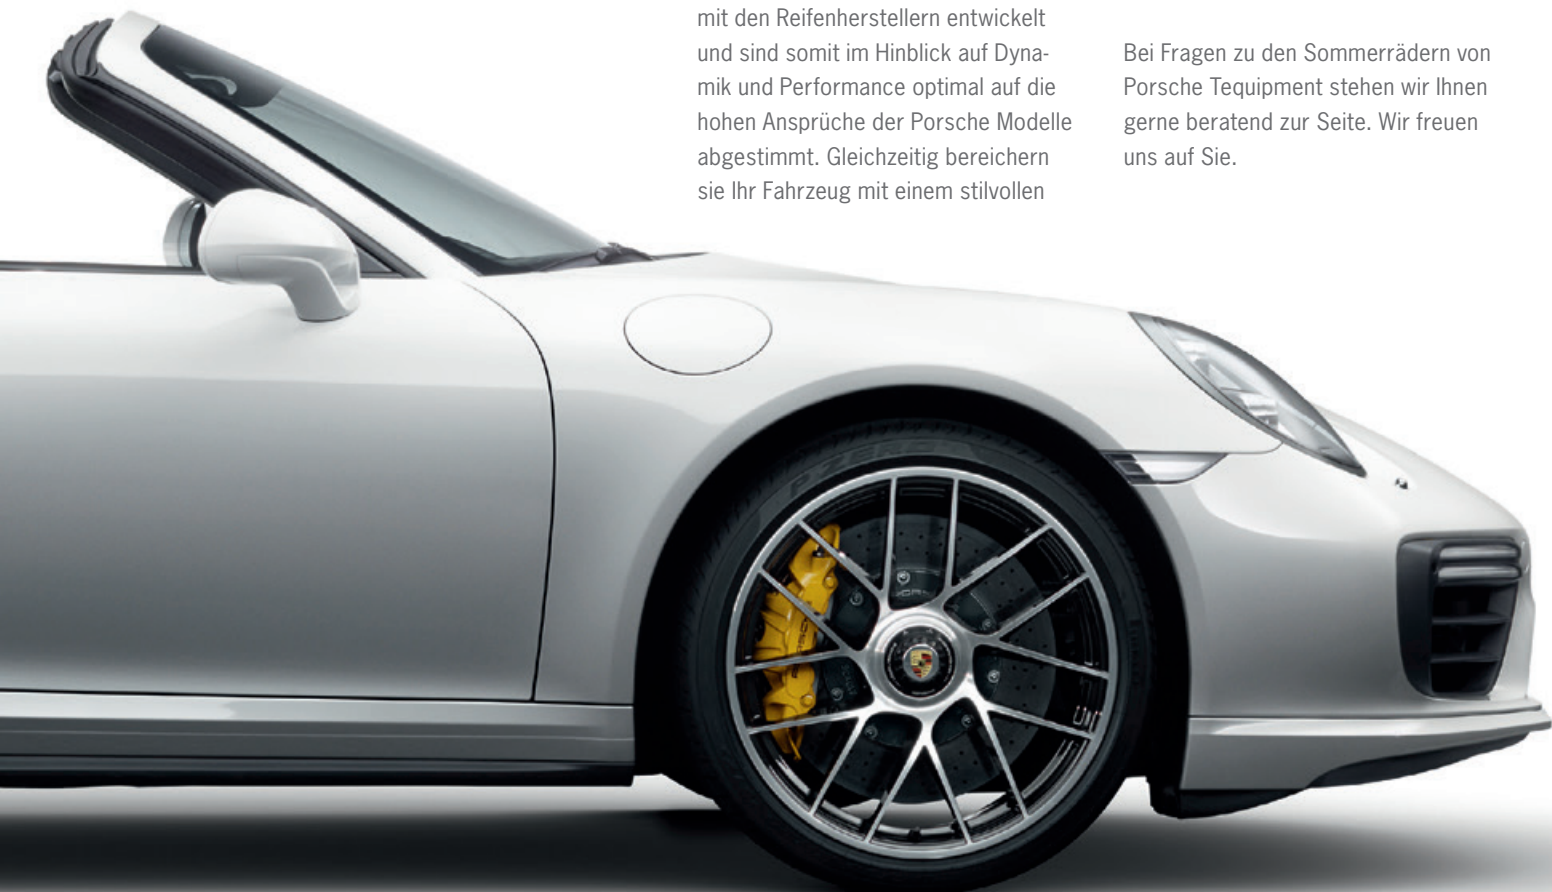 mit den Reifenherstellern entwickelt
und sind somit im Hinblick auf Dyna-
mik und Performance optimal auf die
hohen Ansprüche der Porsche Modelle
abgestimmt. Gleichzeitig bereichern
sie Ihr Fahrzeug mit einem stilvollen
Bei Fragen zu den Sommerrädern von
Porsche Tequipment stehen wir Ihnen
gerne beratend zur Seite. Wir freuen
uns auf Sie.
P ZERO
PORSCHE